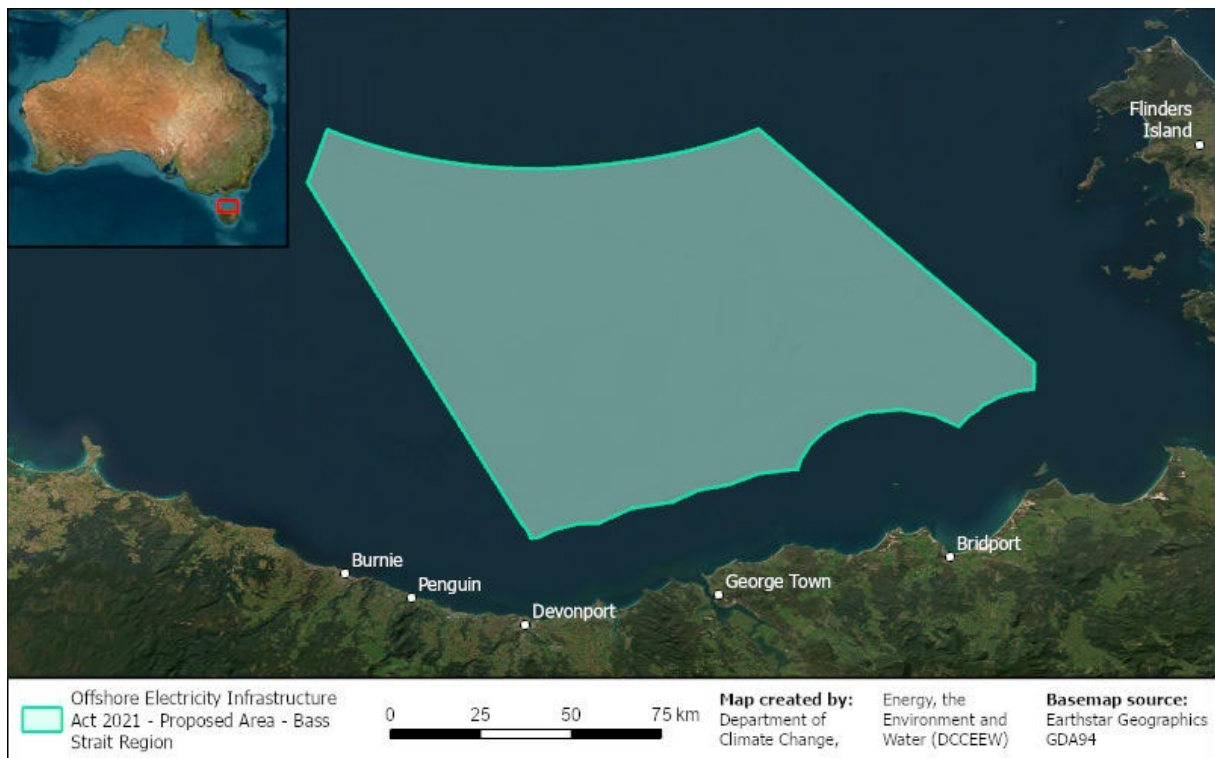 Flinders
Island
Burnie
Penguin
Devonport
George Town
Bridport
Offshore Electricity Infrastructure
Act 2021 - Proposed Area - Bass
Strait Region
0 25 50 75 km
Map created by:
Department of
Climate Change,
Energy, the
Environment and
Water (DCCEEW)
Basemap source:
Earthstar Geographics
GDA94